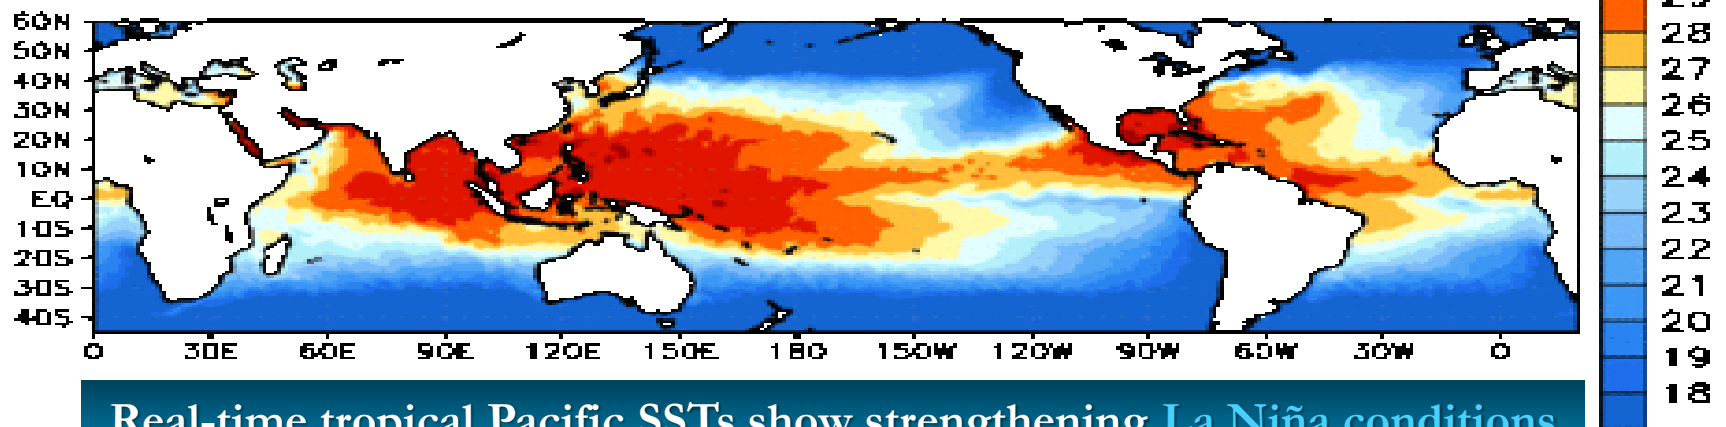 60N
50N
40N
30N
20N
10N
EQ
10S
20S
30S
40S
0 30E 60E 90E 120E 150E 180 150W 120W 90W 60W 30W 0
28
27
26
25
24
23
22
21
20
19
18
Real-time tropical Pacific SSTs show strengthening La Niña conditions